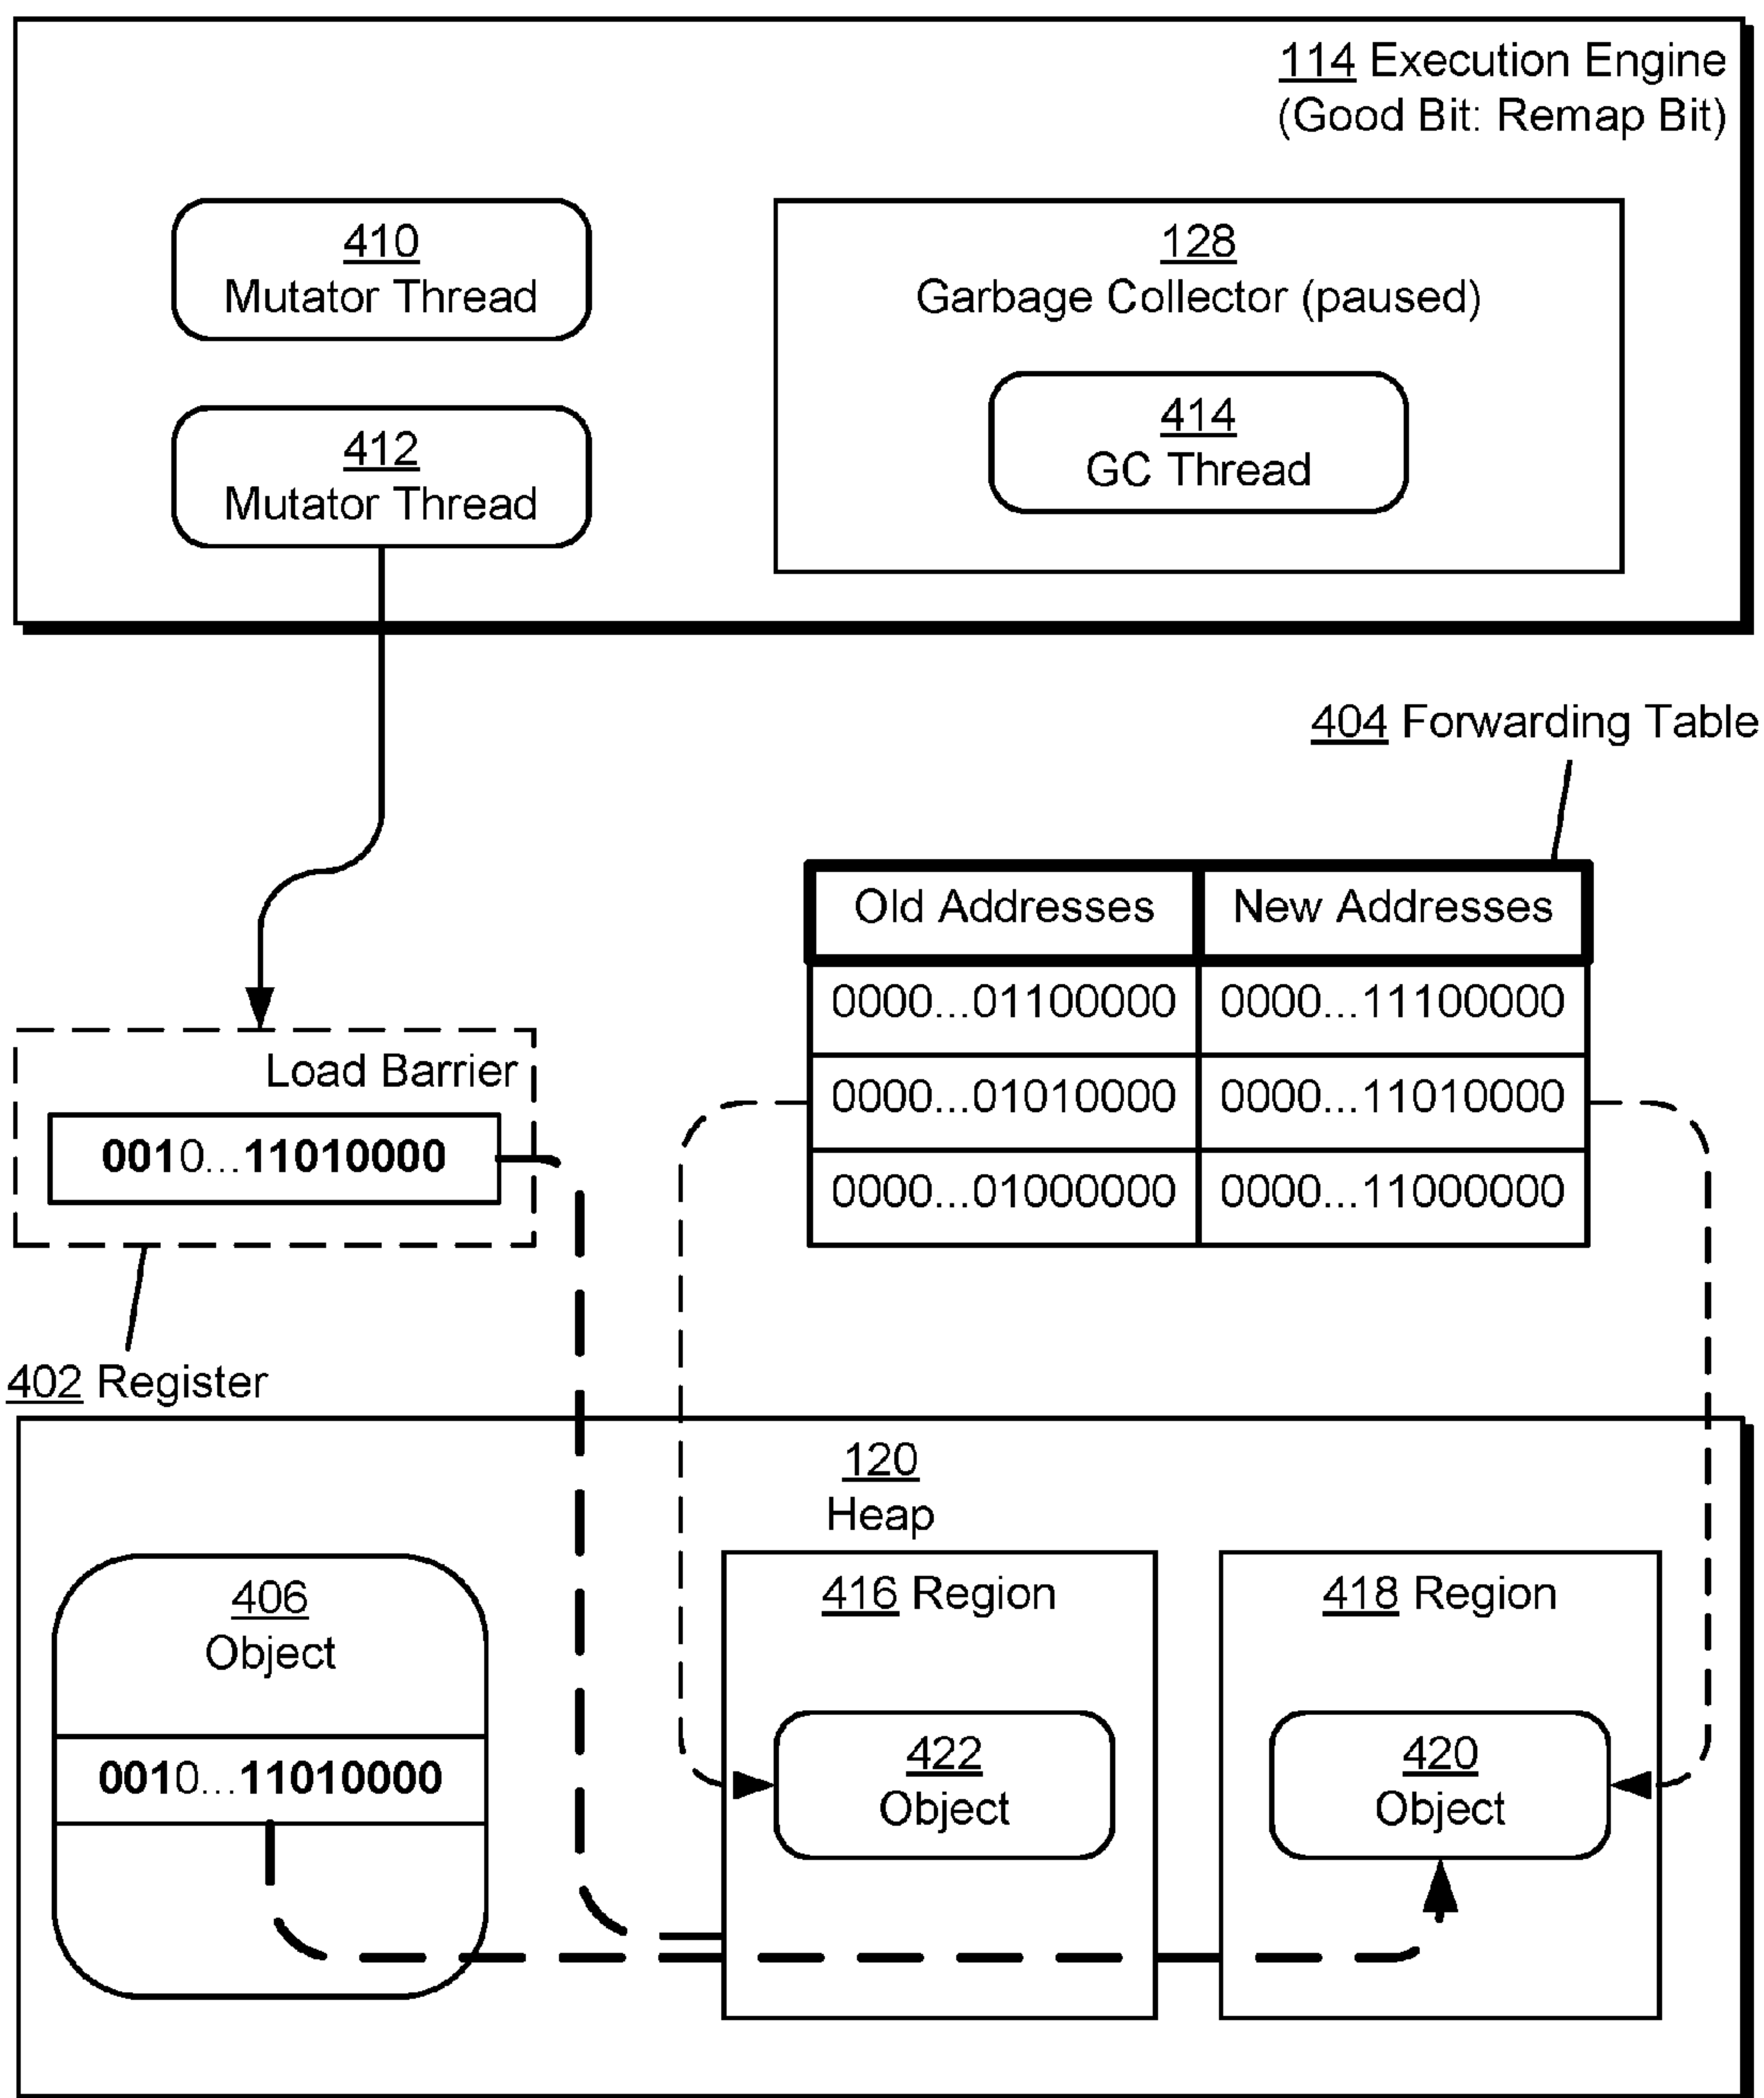 114 Execution Engine
(Good Bit: Remap Bit)
410
Mutator Thread
128
Garbage Collector (paused)
412
Mutator Thread
414
GC Thread
404 Forwarding Table
Old Addresses New Addresses
0000...01100000 0000...11100000
0000...01010000 0000...11010000
0000...01000000 0000...11000000
Load Barrier
0010...11010000
402 Register
120
Heap
406
Object
0010...11010000
416 Region
422
Object
418 Region
420
Object